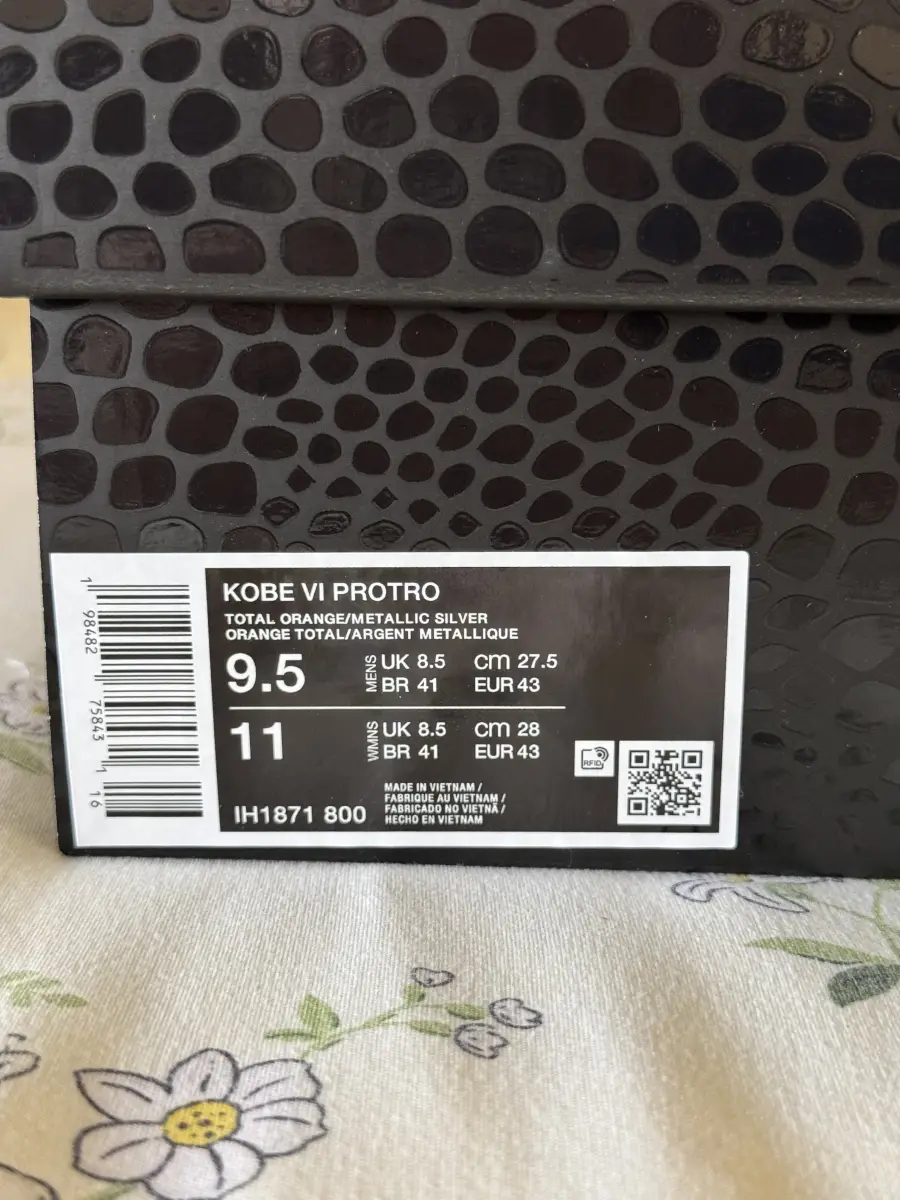 KOBE VI PROTRO
TOTAL ORANGE/METALLIC SILVER
ORANGE TOTAL/ARGENT METALLIQUE
9.5 MENS UK 8.5 cm 27.5
BR 41 EUR 43
11 WMNS UK 8.5 cm 28
BR 41 EUR 43
IH1871 800
MADE IN VIETNAM /
FABRIQUE AU VIETNAM /
FABRICADO NO VIETNÃ /
HECHO EN VIETNAM
RFID
1 98482 75843 1 16